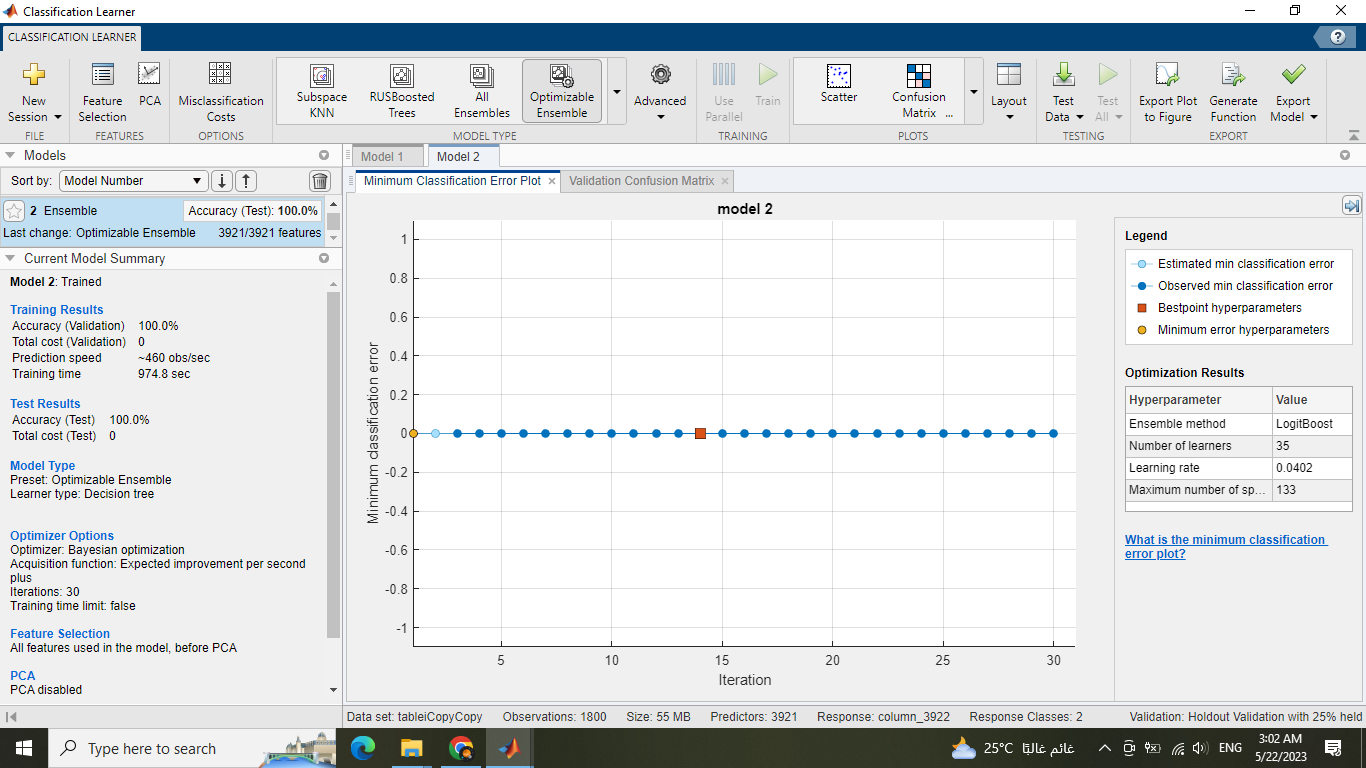 Classification Learner
CLASSIFICATION LEARNER
New Session
FILE
Feature Selection
PCA
FEATURES
Misclassification Costs
OPTIONS
Subspace KNN
RUSBoosted Trees
All Ensembles
Optimizable Ensemble
Advanced
MODEL TYPE
Use Parallel
Train
TRAINING
Scatter
Confusion Matrix ...
Layout
PLOTS
Test Data
Test All
TESTING
Export Plot to Figure
Generate Function
Export Model
EXPORT
Models
Sort by: Model Number
2 Ensemble Accuracy (Test): 100.0%
Last change: Optimizable Ensemble 3921/3921 features
Current Model Summary
Model 2: Trained
Training Results
Accuracy (Validation) 100.0%
Total cost (Validation) 0
Prediction speed ~460 obs/sec
Training time 974.8 sec
Test Results
Accuracy (Test) 100.0%
Total cost (Test) 0
Model Type
Preset: Optimizable Ensemble
Learner type: Decision tree
Optimizer Options
Optimizer: Bayesian optimization
Acquisition function: Expected improvement per second
plus
Iterations: 30
Training time limit: false
Feature Selection
All features used in the model, before PCA
PCA
PCA disabled
Model 1 Model 2
Minimum Classification Error Plot Validation Confusion Matrix
model 2
Minimum classification error
1
0.8
0.6
0.4
0.2
0
-0.2
-0.4
-0.6
-0.8
-1
5 10 15 20 25 30
Iteration
Legend
Estimated min classification error
Observed min classification error
Bestpoint hyperparameters
Minimum error hyperparameters
Optimization Results
Hyperparameter Value
Ensemble method LogitBoost
Number of learners 35
Learning rate 0.0402
Maximum number of sp... 133
What is the minimum classification
error plot?
Data set: tableiCopyCopy Observations: 1800 Size: 55 MB Predictors: 3921 Response: column_3922 Response Classes: 2 Validation: Holdout Validation with 25% held
Type here to search
25°C غائم غالبًا
ENG
3:02 AM
5/22/2023